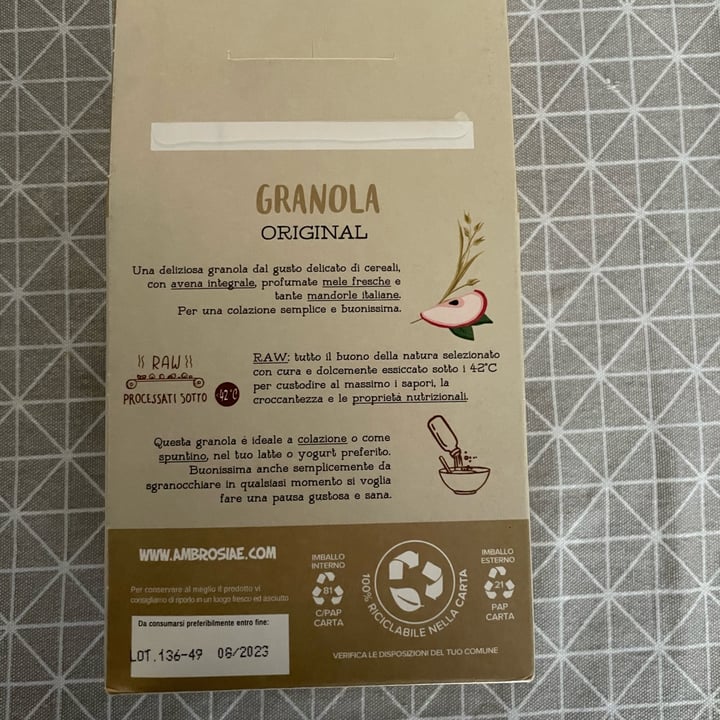 GRANOLA
ORIGINAL
Una deliziosa granola dal gusto delicato di cereali,
con avena integrale, profumate mele fresche e
tante mandorle italiane.
Per una colazione semplice e buonissima.
RAW
PROCESSATI SOTTO <42°C
RAW: tutto il buono della natura selezionato
con cura e dolcemente essiccato sotto i 42°C
per custodire al massimo i sapori, la
croccantezza e le proprietà nutrizionali.
Questa granola è ideale a colazione o come
spuntino, nel tuo latte o yogurt preferito.
Buonissima anche semplicemente da
sgranocchiare in qualsiasi momento si voglia
fare una pausa gustosa e sana.
WWW.AMBROSIAE.COM
Per conservare al meglio il prodotto vi
consigliamo di riporlo in un luogo fresco ed asciutto
Da consumarsi preferibilmente entro fine:
LOT.136-49 08/2023
IMBALLO
INTERNO
81
C/PAP
CARTA
100% RICICLABILE NELLA CARTA
IMBALLO
ESTERNO
21
PAP
CARTA
VERIFICA LE DISPOSIZIONI DEL TUO COMUNE